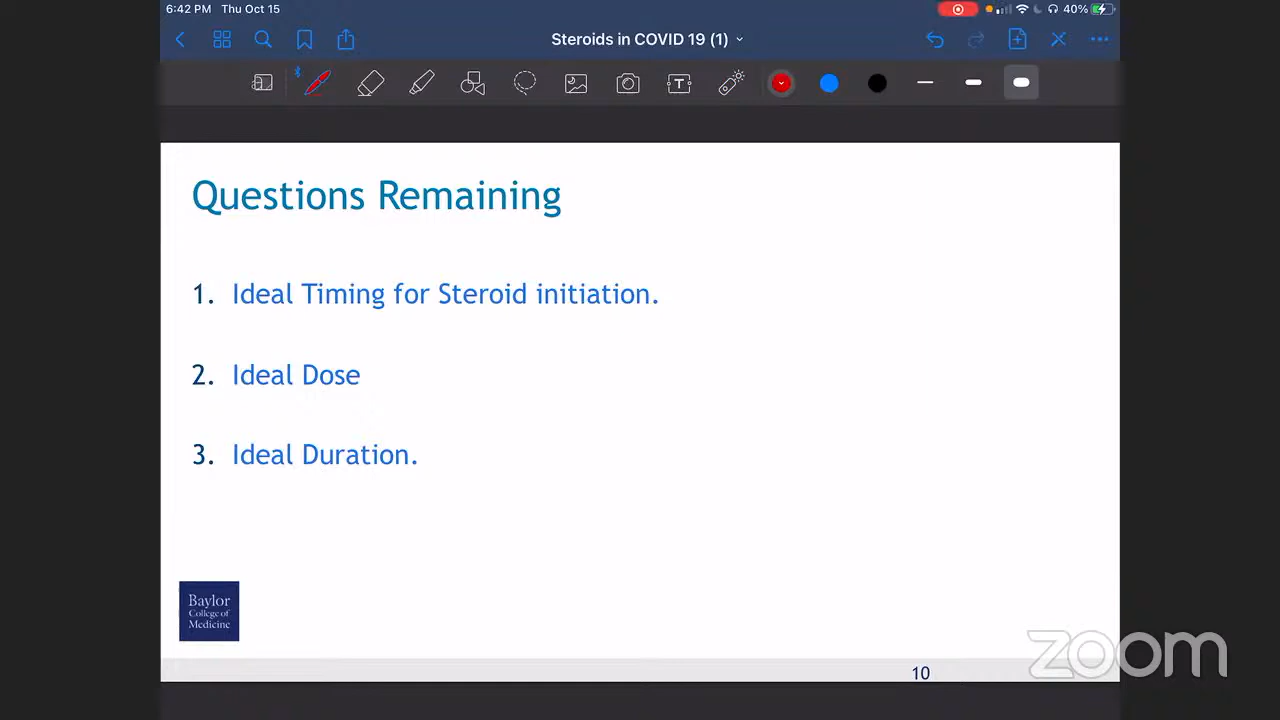 6:42 PM Thu Oct 15
40%
Steroids in COVID 19 (1)
T
Questions Remaining
1. Ideal Timing for Steroid initiation.
2. Ideal Dose
3. Ideal Duration.
Baylor
College of
Medicine
zoom
10